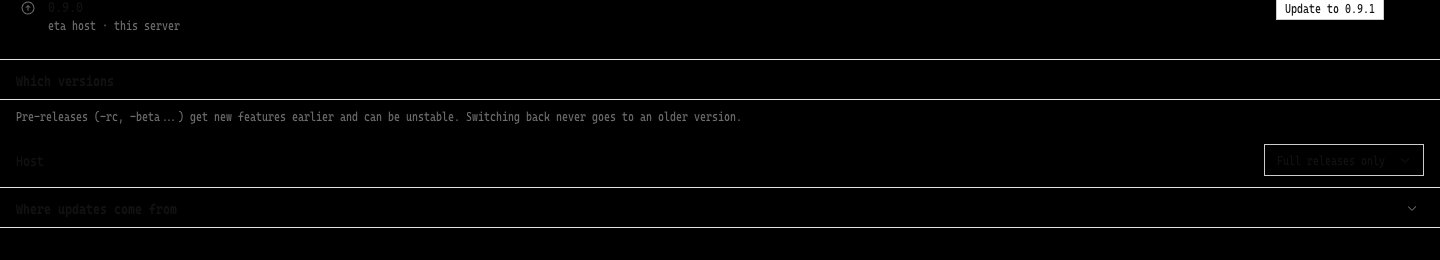 0.9.0
Update to 0.9.1
eta host · this server
Which versions
Pre-releases (-rc, -beta...) get new features earlier and can be unstable. Switching back never goes to an older version.
Host
Full releases only
Where updates come from